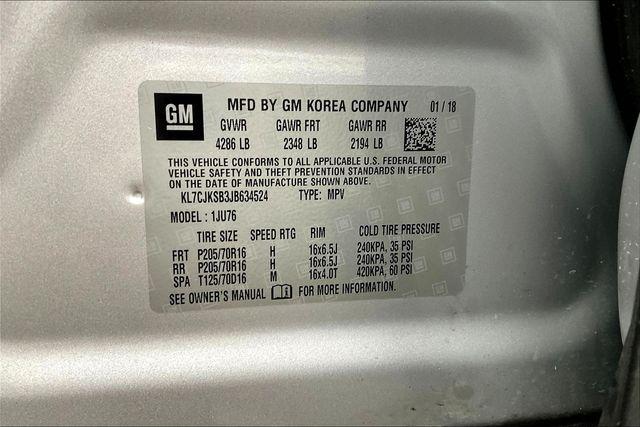 GM MFD BY GM KOREA COMPANY 01 / 18
GVWR GAWR FRT GAWR RR
4286 LB 2348 LB 2194 LB
THIS VEHICLE CONFORMS TO ALL APPLICABLE U.S. FEDERAL MOTOR
VEHICLE SAFETY AND THEFT PREVENTION STANDARDS IN EFFECT
ON THE DATE OF MANUFACTURE SHOWN ABOVE.
KL7CJKSB3JB634524 TYPE: MPV
MODEL : 1JU76
TIRE SIZE SPEED RTG RIM COLD TIRE PRESSURE
FRT P205/70R16 H 16x6.5J 240KPA, 35 PSI
RR P205/70R16 H 16x6.5J 240KPA, 35 PSI
SPA T125/70D16 M 16x4.0T 420KPA, 60 PSI
SEE OWNER'S MANUAL i FOR MORE INFORMATION.